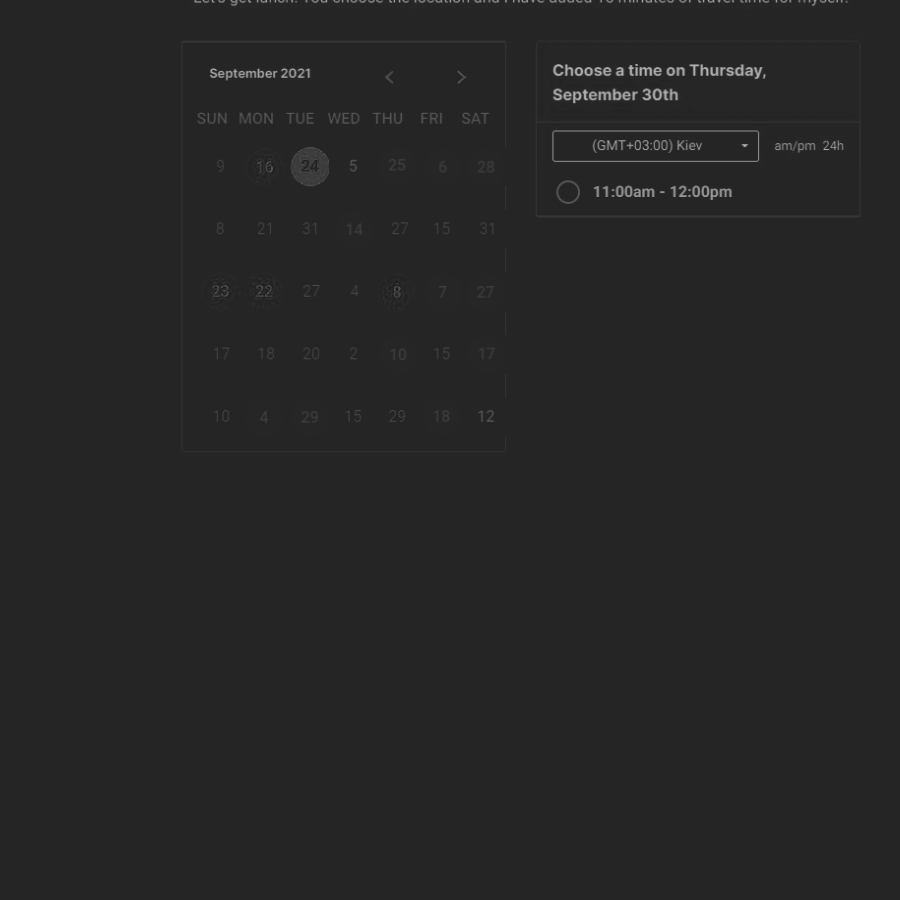 Let's get lunch! You choose the location and I have added 15 minutes of travel time for myself.
September 2021
SUN MON TUE WED THU FRI SAT
9 16 24 5 25 6 28
8 21 31 14 27 15 31
23 22 27 4 8 7 27
17 18 20 2 10 15 17
10 4 29 15 29 18 12
Choose a time on Thursday,
September 30th
(GMT+03:00) Kiev
am/pm 24h
11:00am - 12:00pm